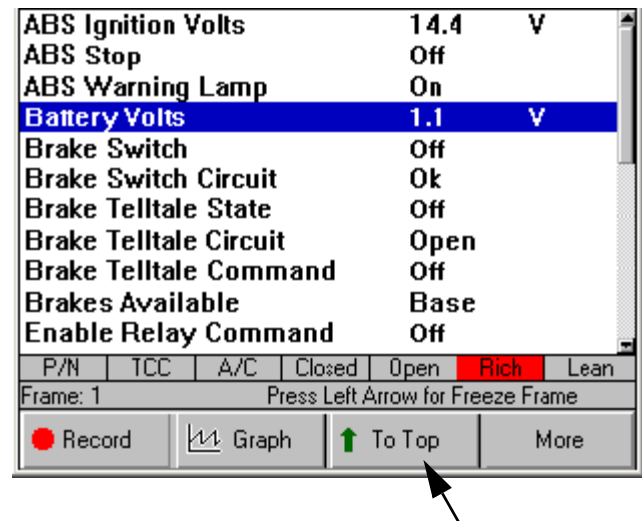 ABS Ignition Volts 14.4 V
ABS Stop Off
ABS Warning Lamp On
Battery Volts 1.1 V
Brake Switch Off
Brake Switch Circuit Ok
Brake Telltale State Off
Brake Telltale Circuit Open
Brake Telltale Command Off
Brakes Available Base
Enable Relay Command Off
P/N TCC A/C Closed Open Rich Lean
Frame: 1 Press Left Arrow for Freeze Frame
Record Graph To Top More